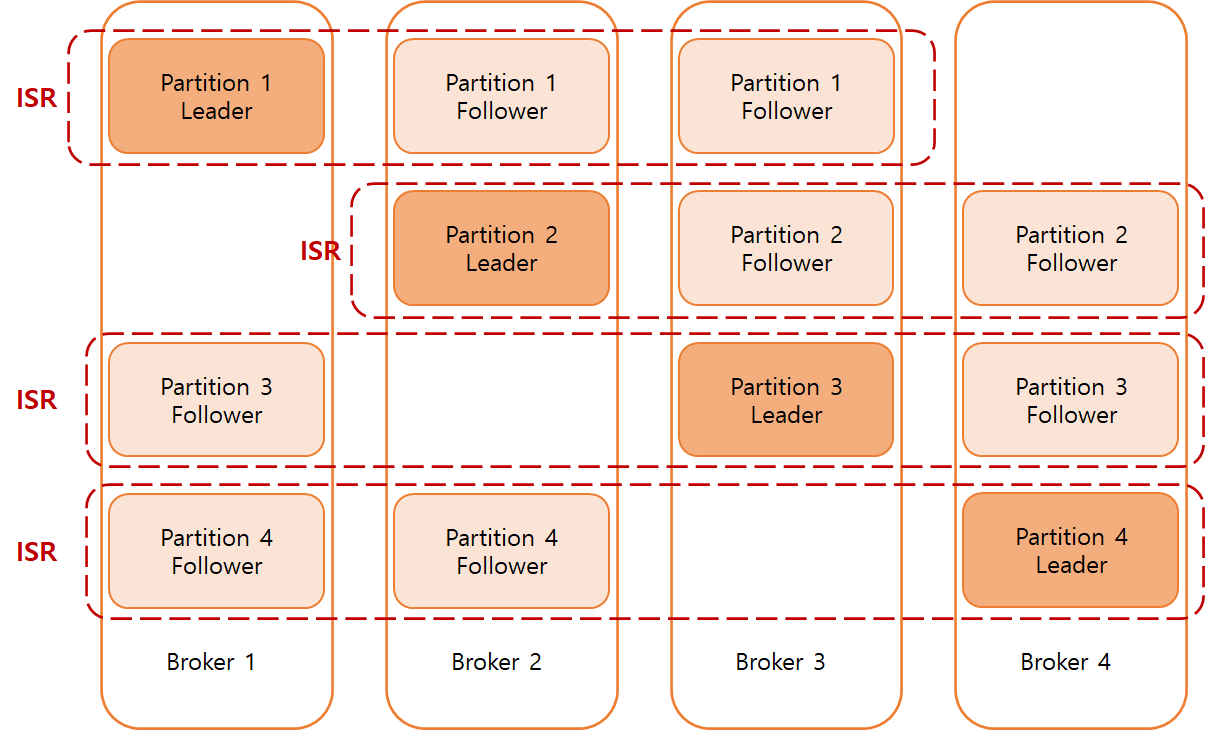 ISR
Partition 1
Leader
Partition 1
Follower
Partition 1
Follower
ISR
Partition 2
Leader
Partition 2
Follower
Partition 2
Follower
ISR
Partition 3
Follower
Partition 3
Leader
Partition 3
Follower
ISR
Partition 4
Follower
Partition 4
Follower
Partition 4
Leader
Broker 1
Broker 2
Broker 3
Broker 4